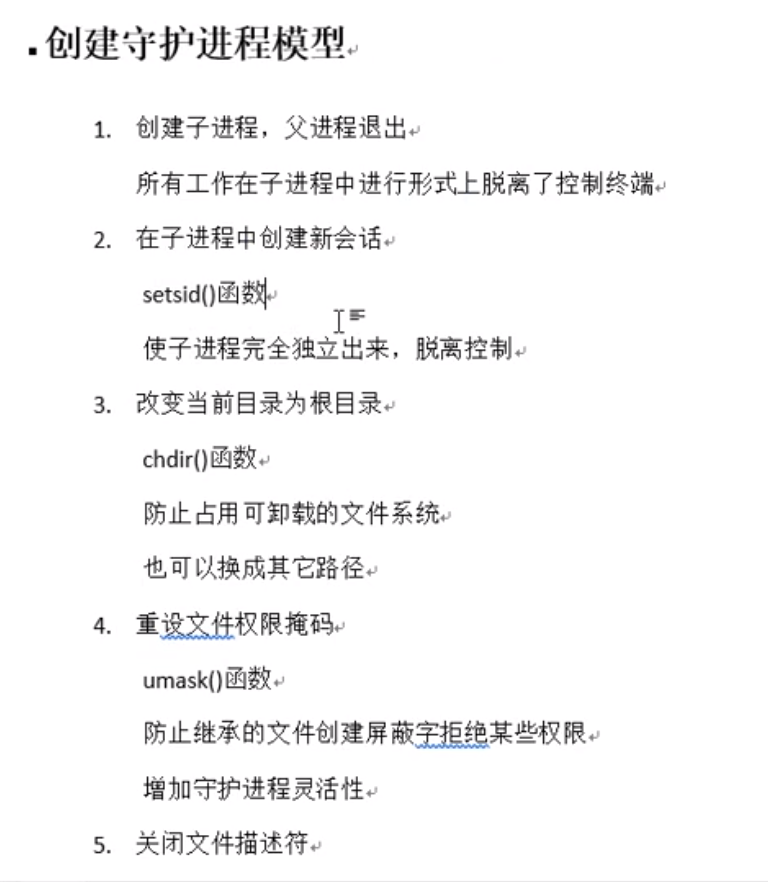 创建守护进程模型
1. 创建子进程，父进程退出
所有工作在子进程中进行形式上脱离了控制终端
2. 在子进程中创建新会话
setsid()函数
使子进程完全独立出来，脱离控制
3. 改变当前目录为根目录
chdir()函数
防止占用可卸载的文件系统
也可以换成其它路径
4. 重设文件权限掩码
umask()函数
防止继承的文件创建屏蔽字拒绝某些权限
增加守护进程灵活性
5. 关闭文件描述符